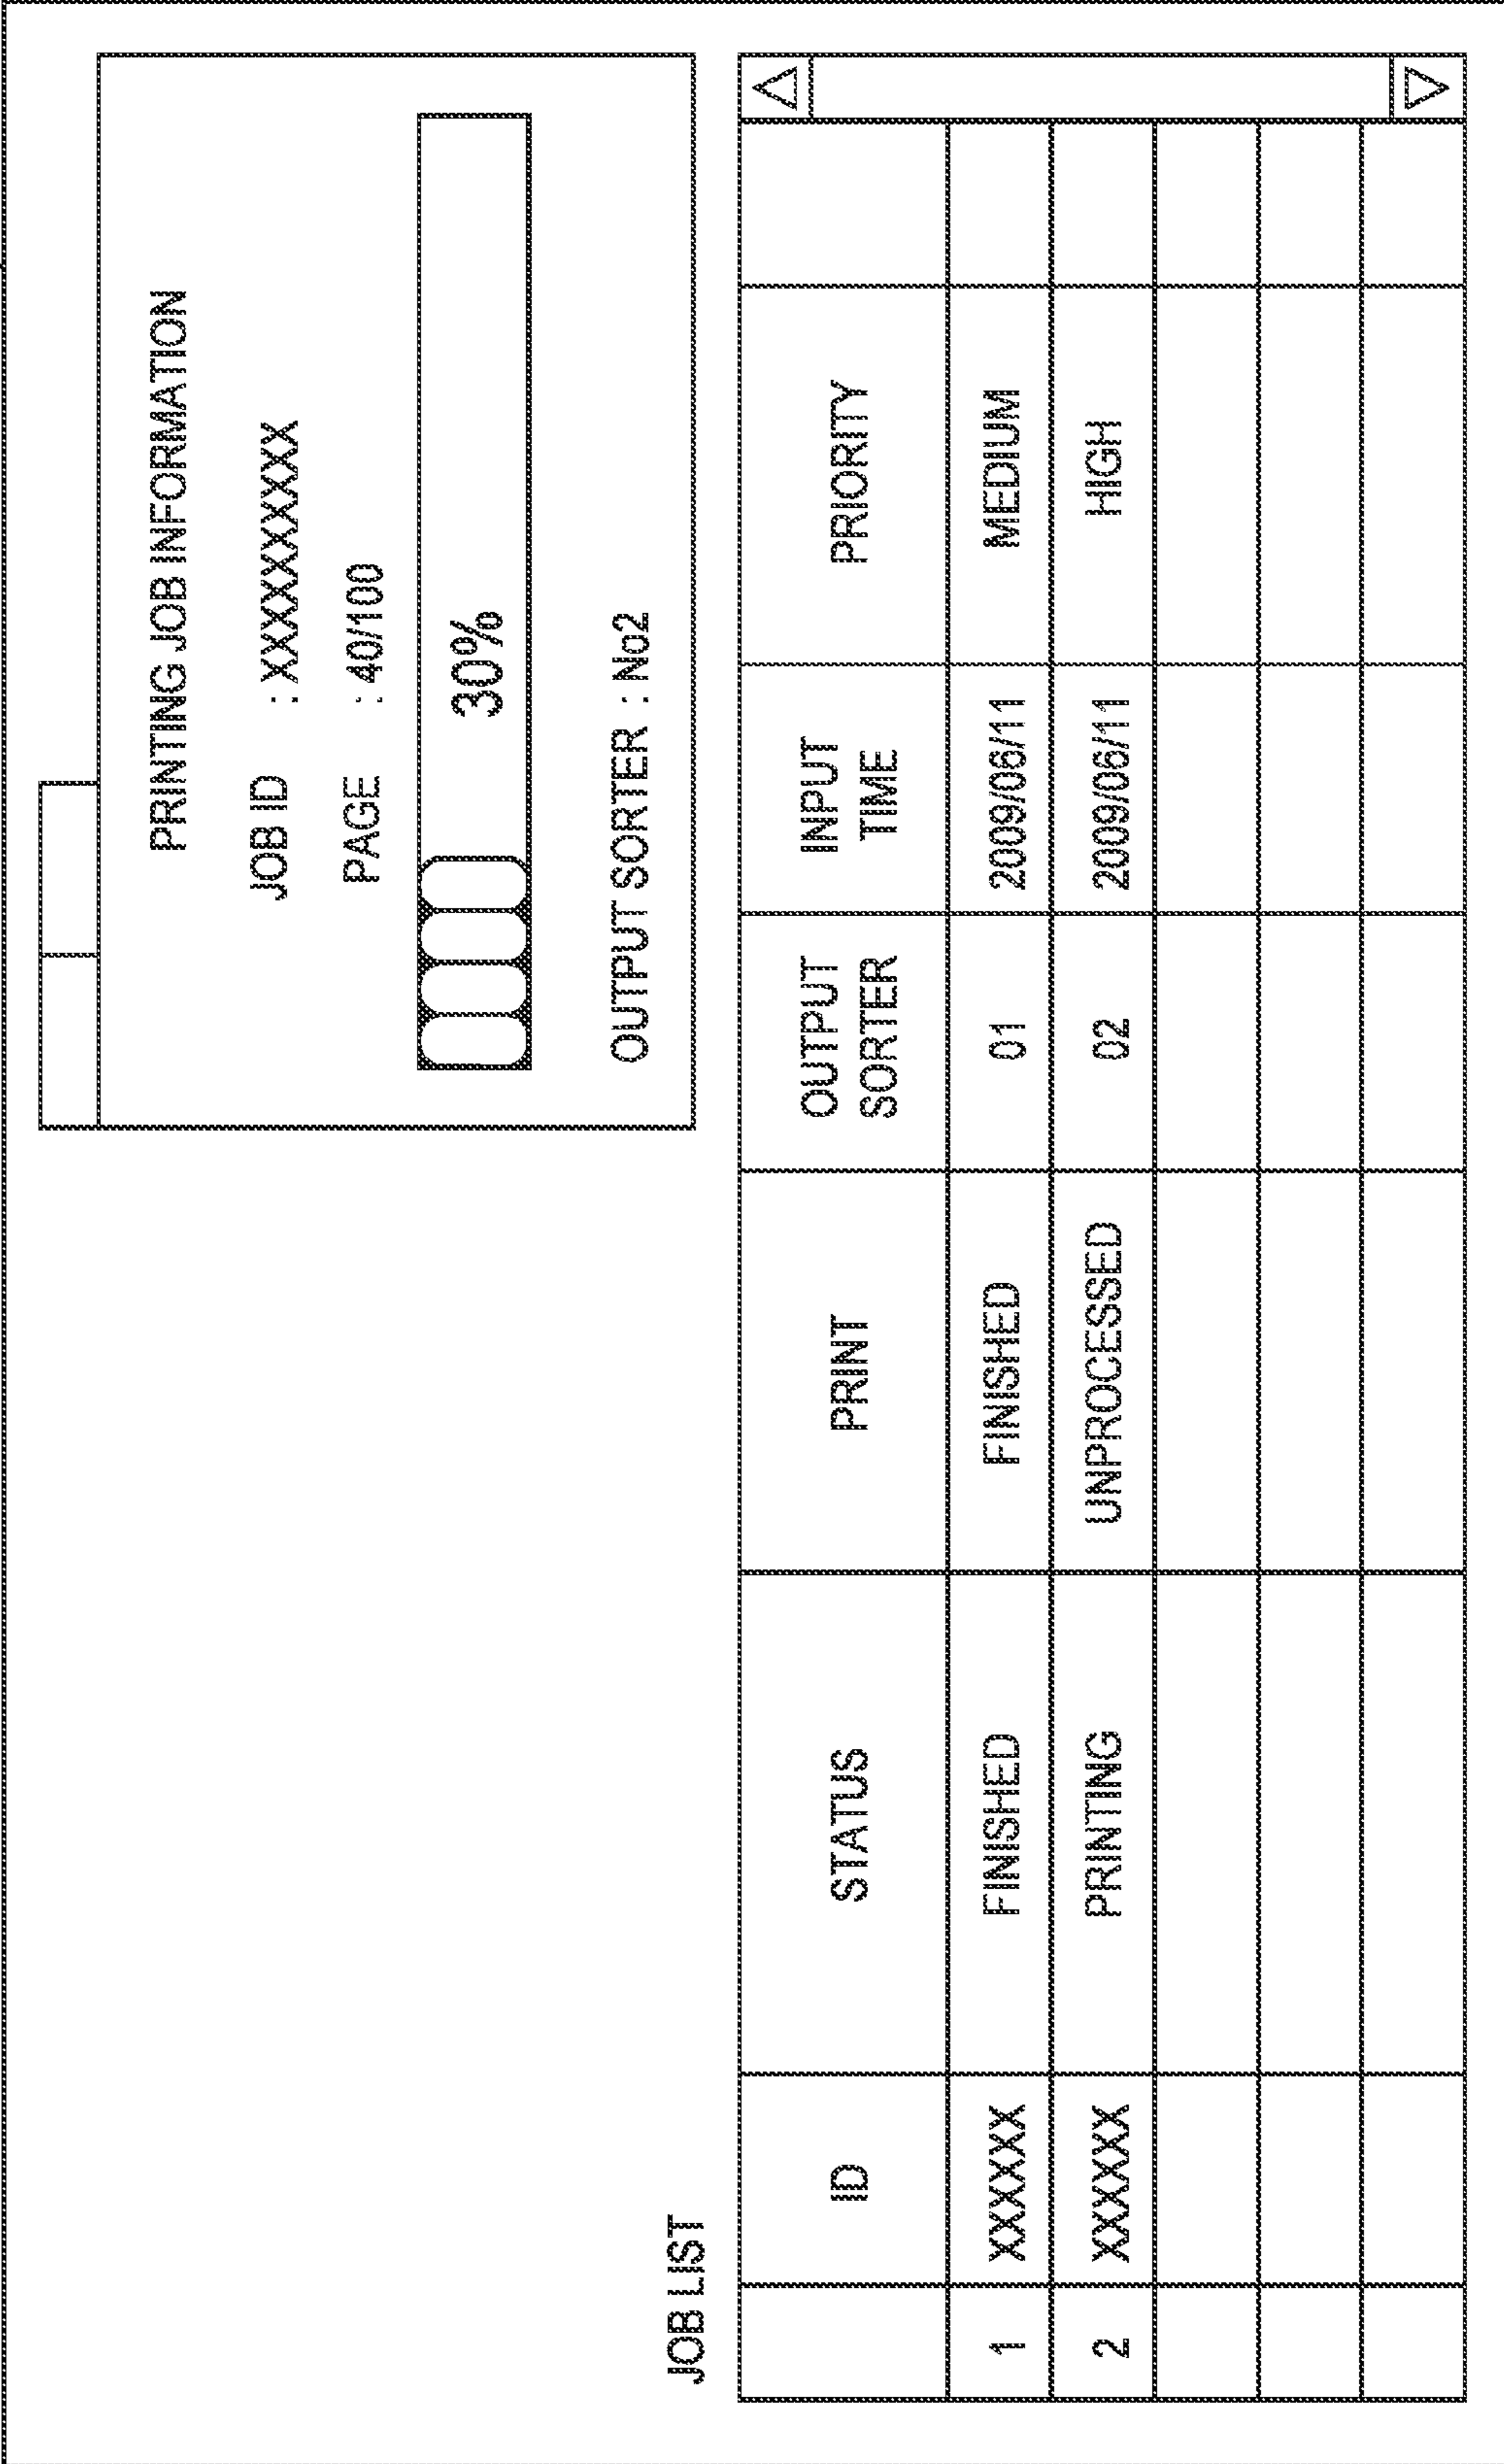 PRINTING JOB INFORMATION
JOB ID : XXXXXXXXXX
PAGE : 40/100
30%
OUTPUT SORTER : No2
JOB LIST
ID STATUS PRINT OUTPUT SORTER INPUT TIME PRIORITY
1 XXXXXX FINISHED FINISHED 01 2009/06/11 MEDIUM
2 XXXXXX PRINTING UNPROCESSED 02 2009/06/11 HIGH